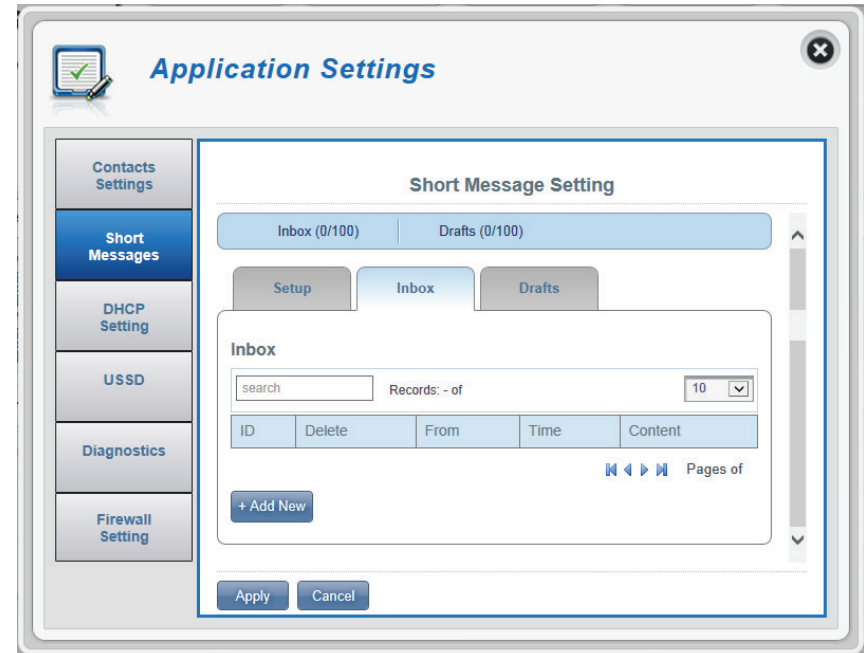 Application Settings
Contacts
Settings
Short
Messages
DHCP
Setting
USSD
Diagnostics
Firewall
Setting
Short Message Setting
Inbox (0/100) Drafts (0/100)
Setup Inbox Drafts
Inbox
search Records: - of 10
ID Delete From Time Content
Pages of
+ Add New
Apply Cancel